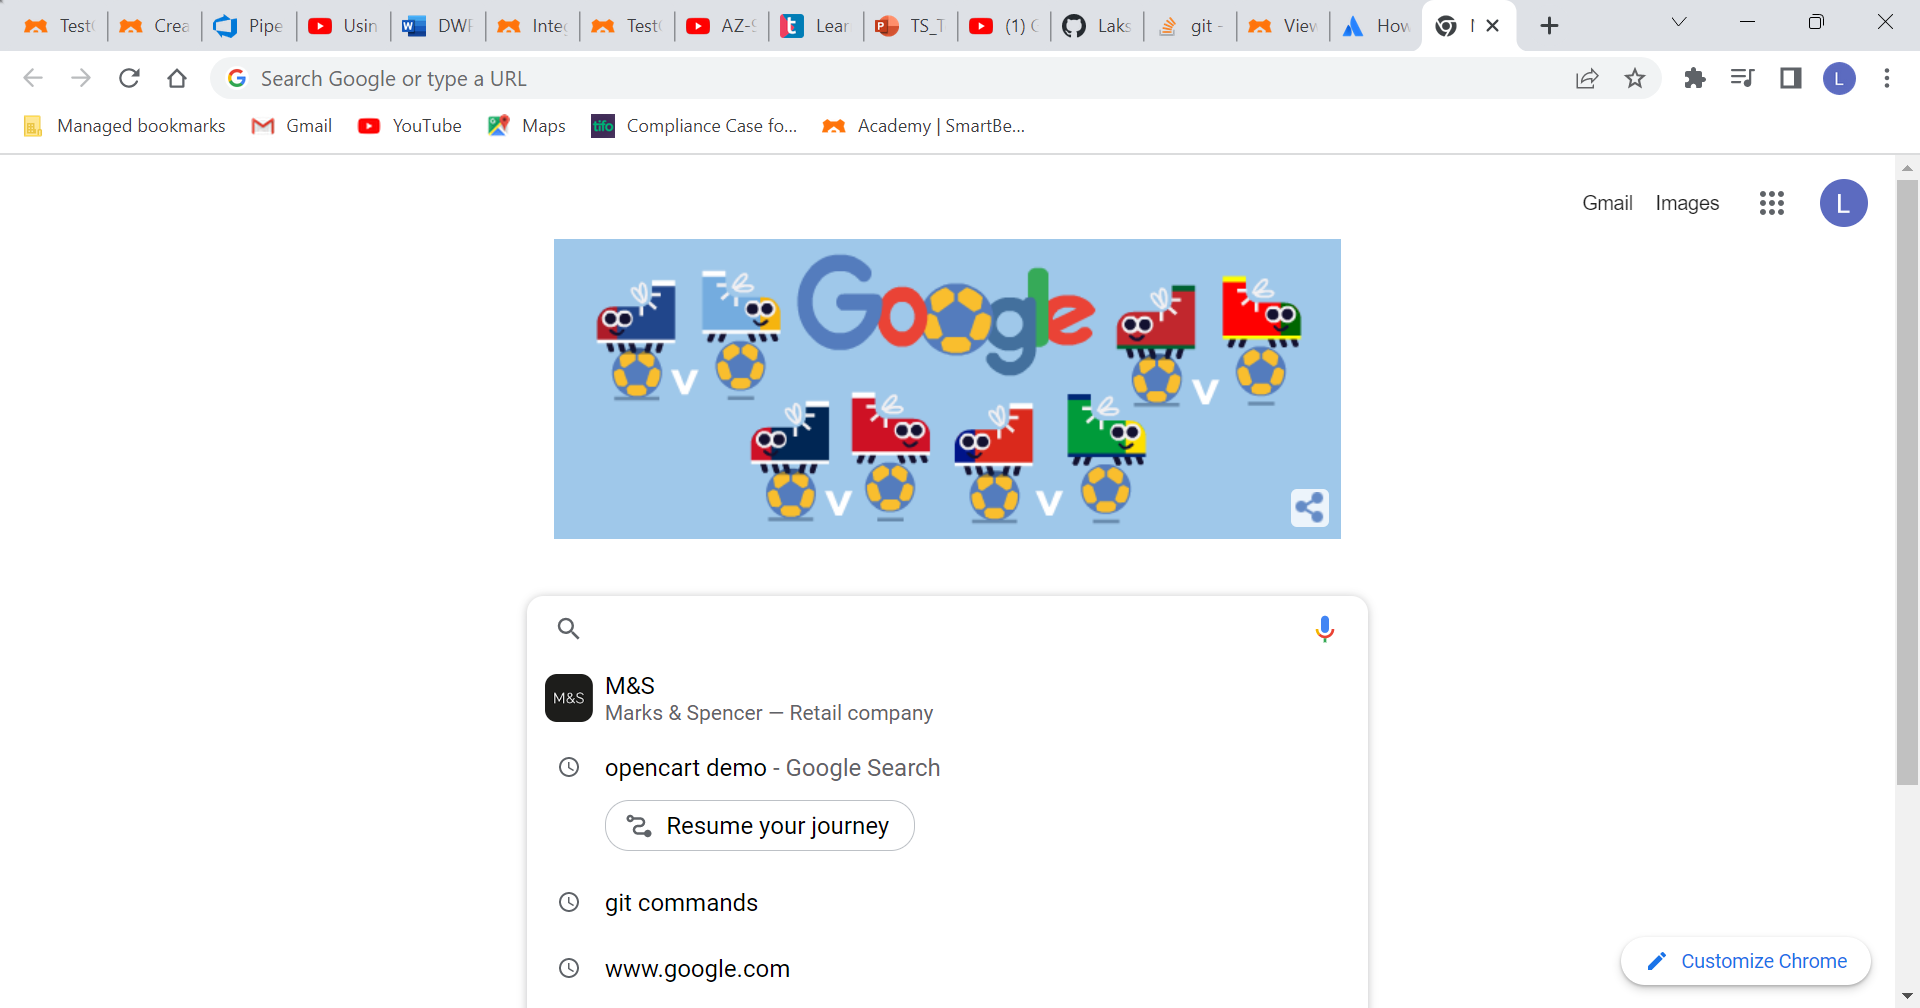 Test
Crea
Pipe
Usin
DWF
Inte
Test
AZ-
Lear
TS_T
(1)
Laks
git -
View
How
Search Google or type a URL
L
Managed bookmarks
Gmail
YouTube
Maps
tifo
Compliance Case fo...
Academy | SmartBe...
Gmail
Images
L
Google
V
V
V
V
M&S
M&S
Marks & Spencer — Retail company
opencart demo - Google Search
Resume your journey
git commands
www.google.com
Customize Chrome